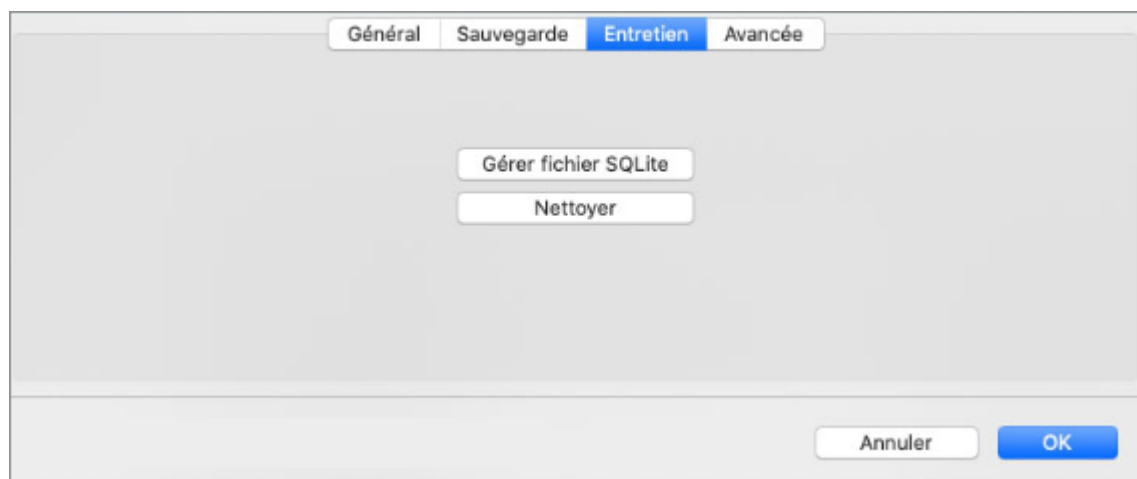 Général Sauvegarde Entretien Avancée
Gérer fichier SQLite
Nettoyer
Annuler OK